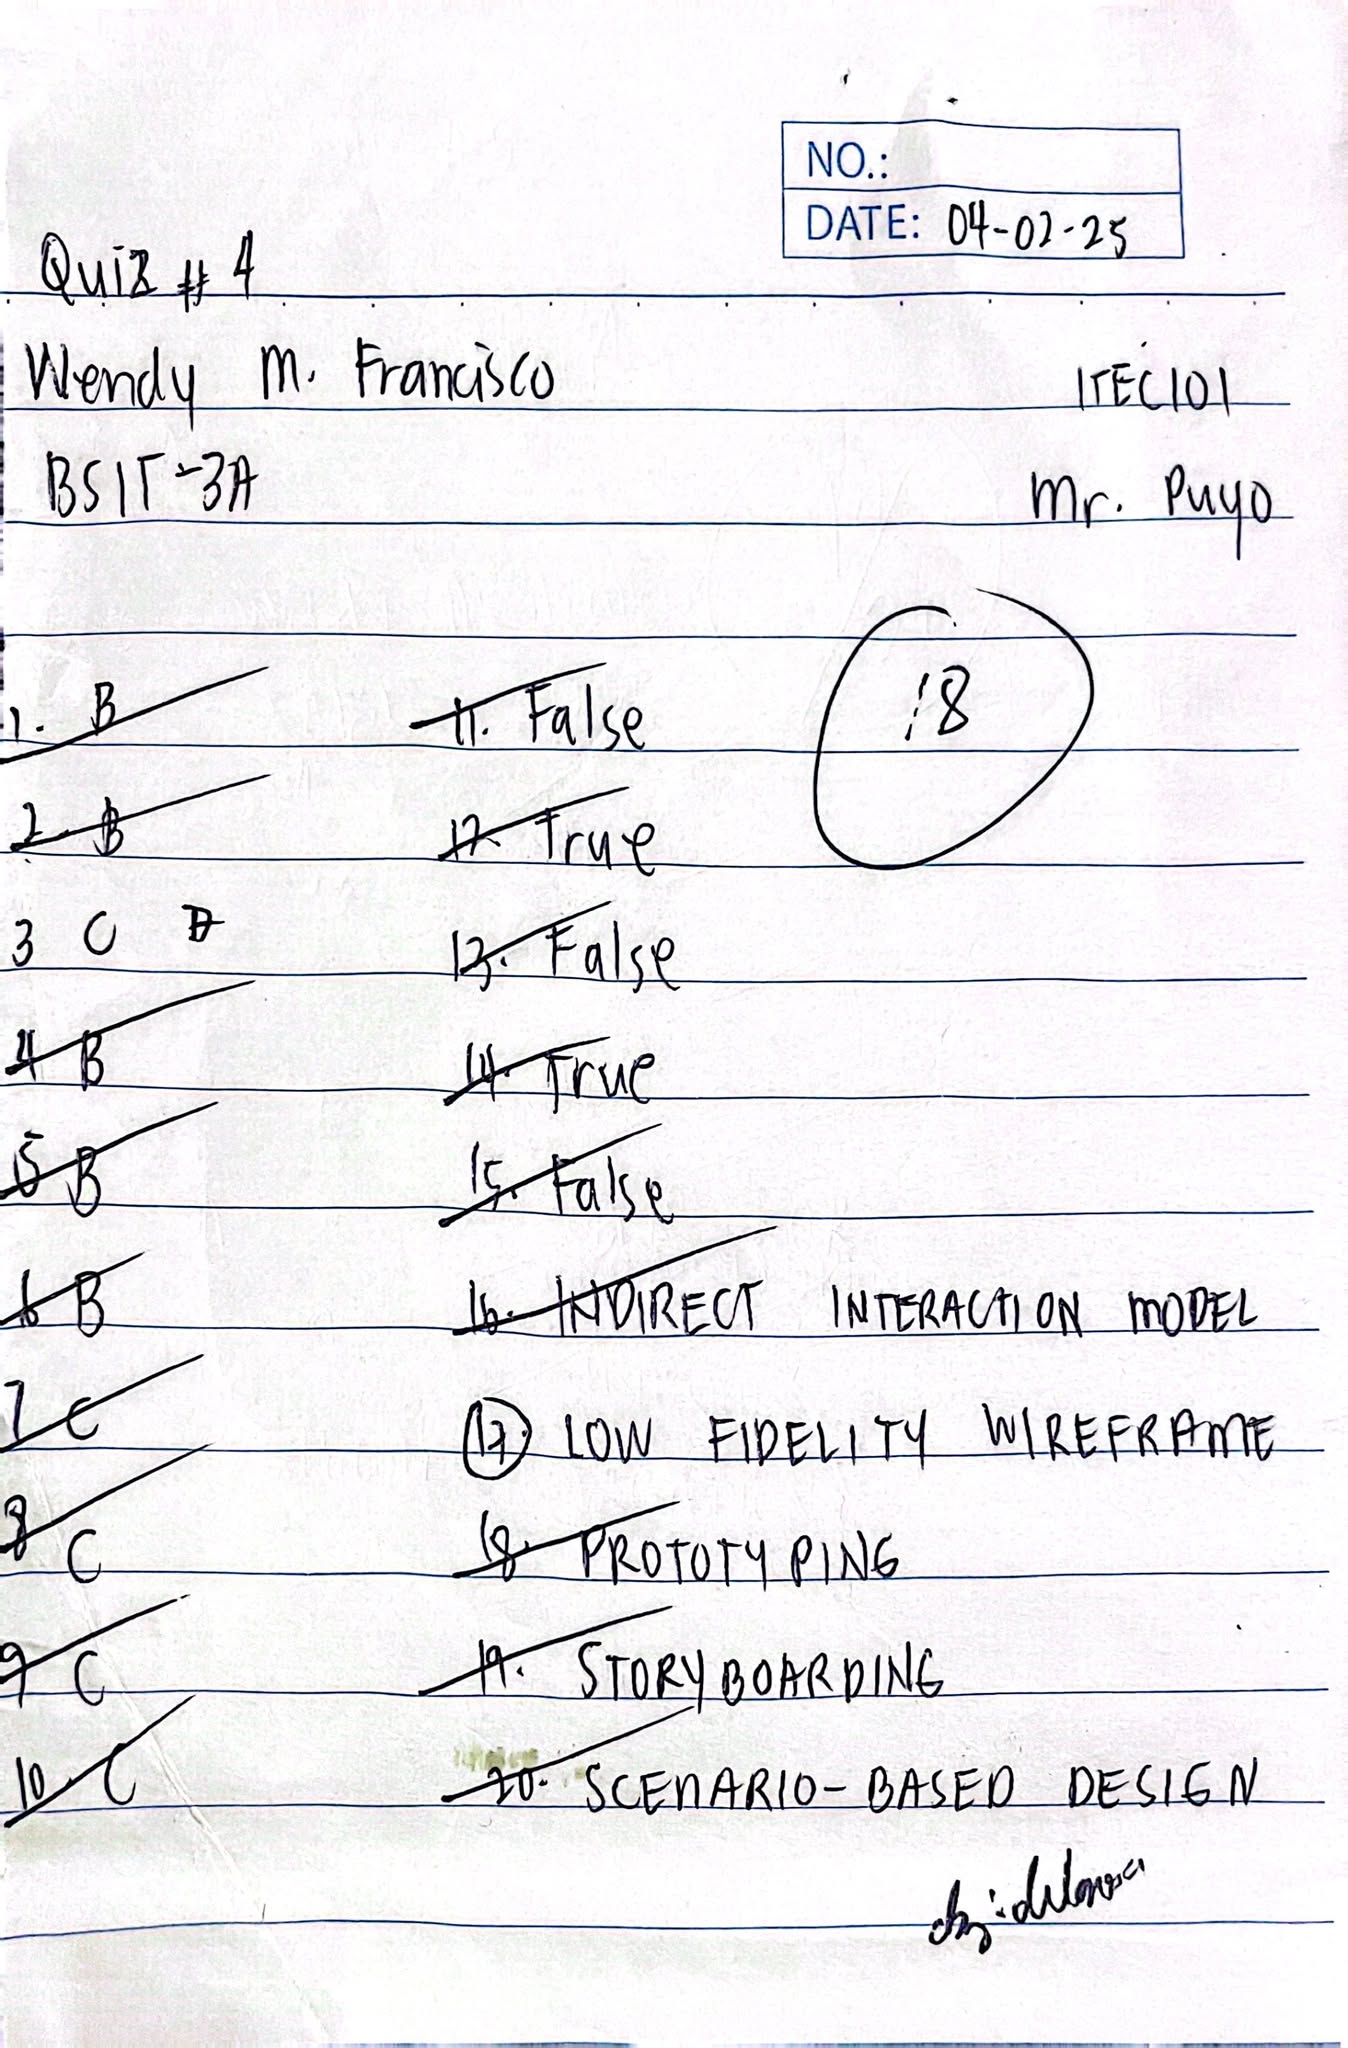 NO.:
DATE: 04-02-25
Quiz # 4
Wendy M. Francisco ITEC101
BSIT-3A Mr. Puyo
18
1. B 11. False
2. B 12. True
3 C D 13. False
4 B 14. True
5 B 15. False
6 B 16. INDIRECT INTERACTION MODEL
7 C 17. LOW FIDELITY WIREFRAME
8 C 18. PROTOTYPING
9 C 19. STORYBOARDING
10. C 20. SCENARIO-BASED DESIGN